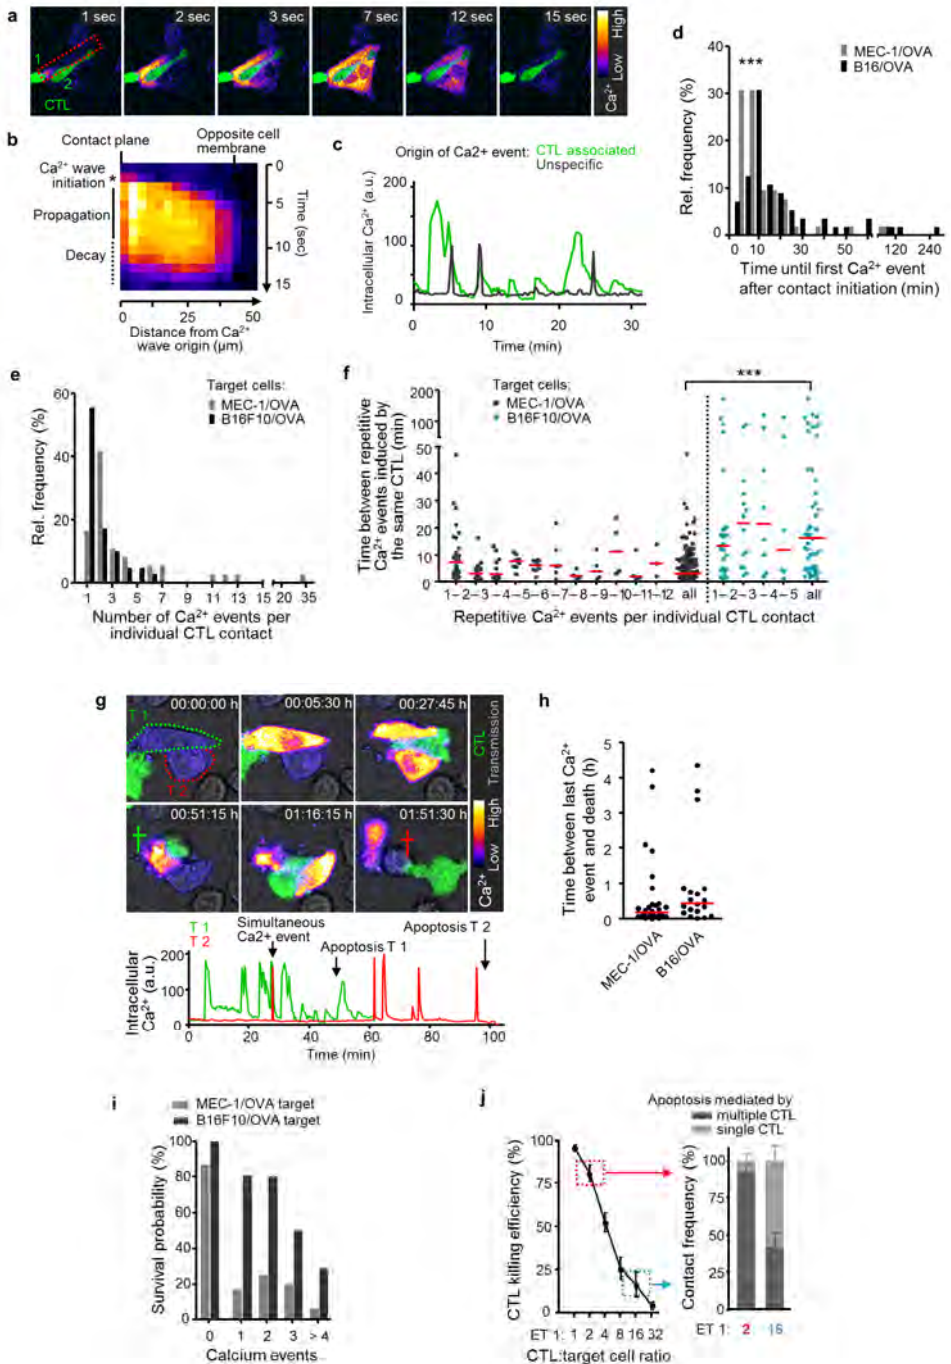 a
1 sec
2 sec
3 sec
7 sec
12 sec
15 sec
1
2
CTL
Ca²⁺
Low
High
b
Contact plane
Opposite cell
membrane
Ca²⁺ wave
initiation
*
Propagation
Decay
0
5
10
15
Time (sec)
0
25
50
Distance from Ca²⁺
wave origin (µm)
c
Origin of Ca2+ event: CTL associated
Unspecific
Intracellular Ca²⁺ (a.u.)
200
100
0
0
10
20
30
Time (min)
d
MEC-1/OVA
B16/OVA
***
Rel. frequency (%)
40
30
20
10
0
0
10
30
50
120
240
Time until first Ca²⁺ event
after contact initiation (min)
e
Target cells:
MEC-1/OVA
B16F10/OVA
Rel. frequency (%)
60
40
20
0
1
3
5
7
9
11
13
15
20
35
Number of Ca²⁺ events per
individual CTL contact
f
Target cells:
MEC-1/OVA
B16F10/OVA
***
Time between repetitive
Ca²⁺ events induced by
the same CTL (min)
200
100
50
40
30
20
10
0
1–2–3–4–5–6–7–8–9–10–11–12 all
1–2–3–4–5 all
Repetitive Ca²⁺ events per individual CTL contact
g
00:00:00 h
00:05:30 h
00:27:45 h
T 1
T 2
00:51:15 h
01:16:15 h
01:51:30 h
CTL
Transmission
Ca²⁺
Low
High
T 1
T 2
Simultaneous
Ca2+ event
Apoptosis T 1
Apoptosis T 2
Intracellular
Ca²⁺ (a.u.)
200
100
0
0
20
40
60
80
100
Time (min)
h
Time between last Ca²⁺
event and death (h)
5
4
3
2
1
0
MEC-1/OVA
B16/OVA
i
MEC-1/OVA target
B16F10/OVA target
Survival probability (%)
100
80
60
40
20
0
0
1
2
3
> 4
Calcium events
j
Apoptosis mediated by
multiple CTL
single CTL
CTL killing efficiency (%)
100
75
50
25
0
ET 1: 1 2 4 8 16 32
CTL:target cell ratio
Contact frequency (%)
100
75
50
25
0
ET 1: 2 16